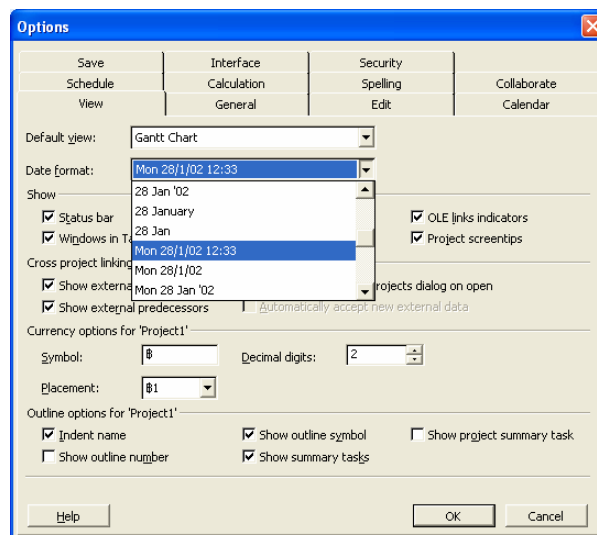 Options
Save Interface Security
Schedule Calculation Spelling Collaborate
View General Edit Calendar
Default view: Gantt Chart
Date format: Mon 28/1/02 12:33
28 Jan '02
Show
28 January
Status bar OLE links indicators
28 Jan
Windows in Ta Project screentips
Mon 28/1/02 12:33
Cross project linking
Mon 28/1/02
Show externa rojects dialog on open
Mon 28 Jan '02
Show external predecessors Automatically accept new external data
Currency options for 'Project1'
Symbol: ฿ Decimal digits: 2
Placement: ฿1
Outline options for 'Project1'
Indent name Show outline symbol Show project summary task
Show outline number Show summary tasks
Help OK Cancel